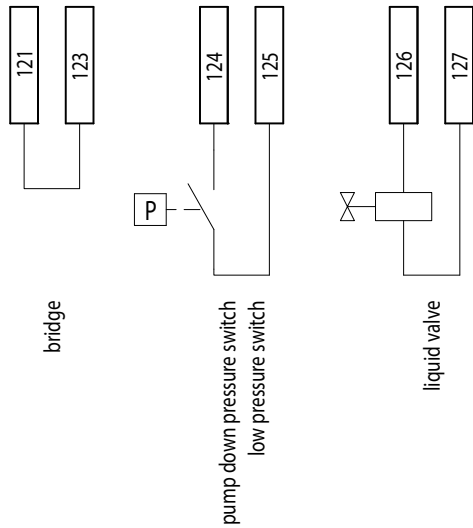 121
123
124
125
126
127
P
bridge
pump down pressure switch
low pressure switch
liquid valve